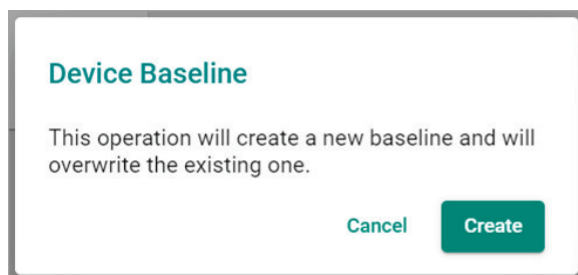 Device Baseline
This operation will create a new baseline and will
overwrite the existing one.
Cancel
Create